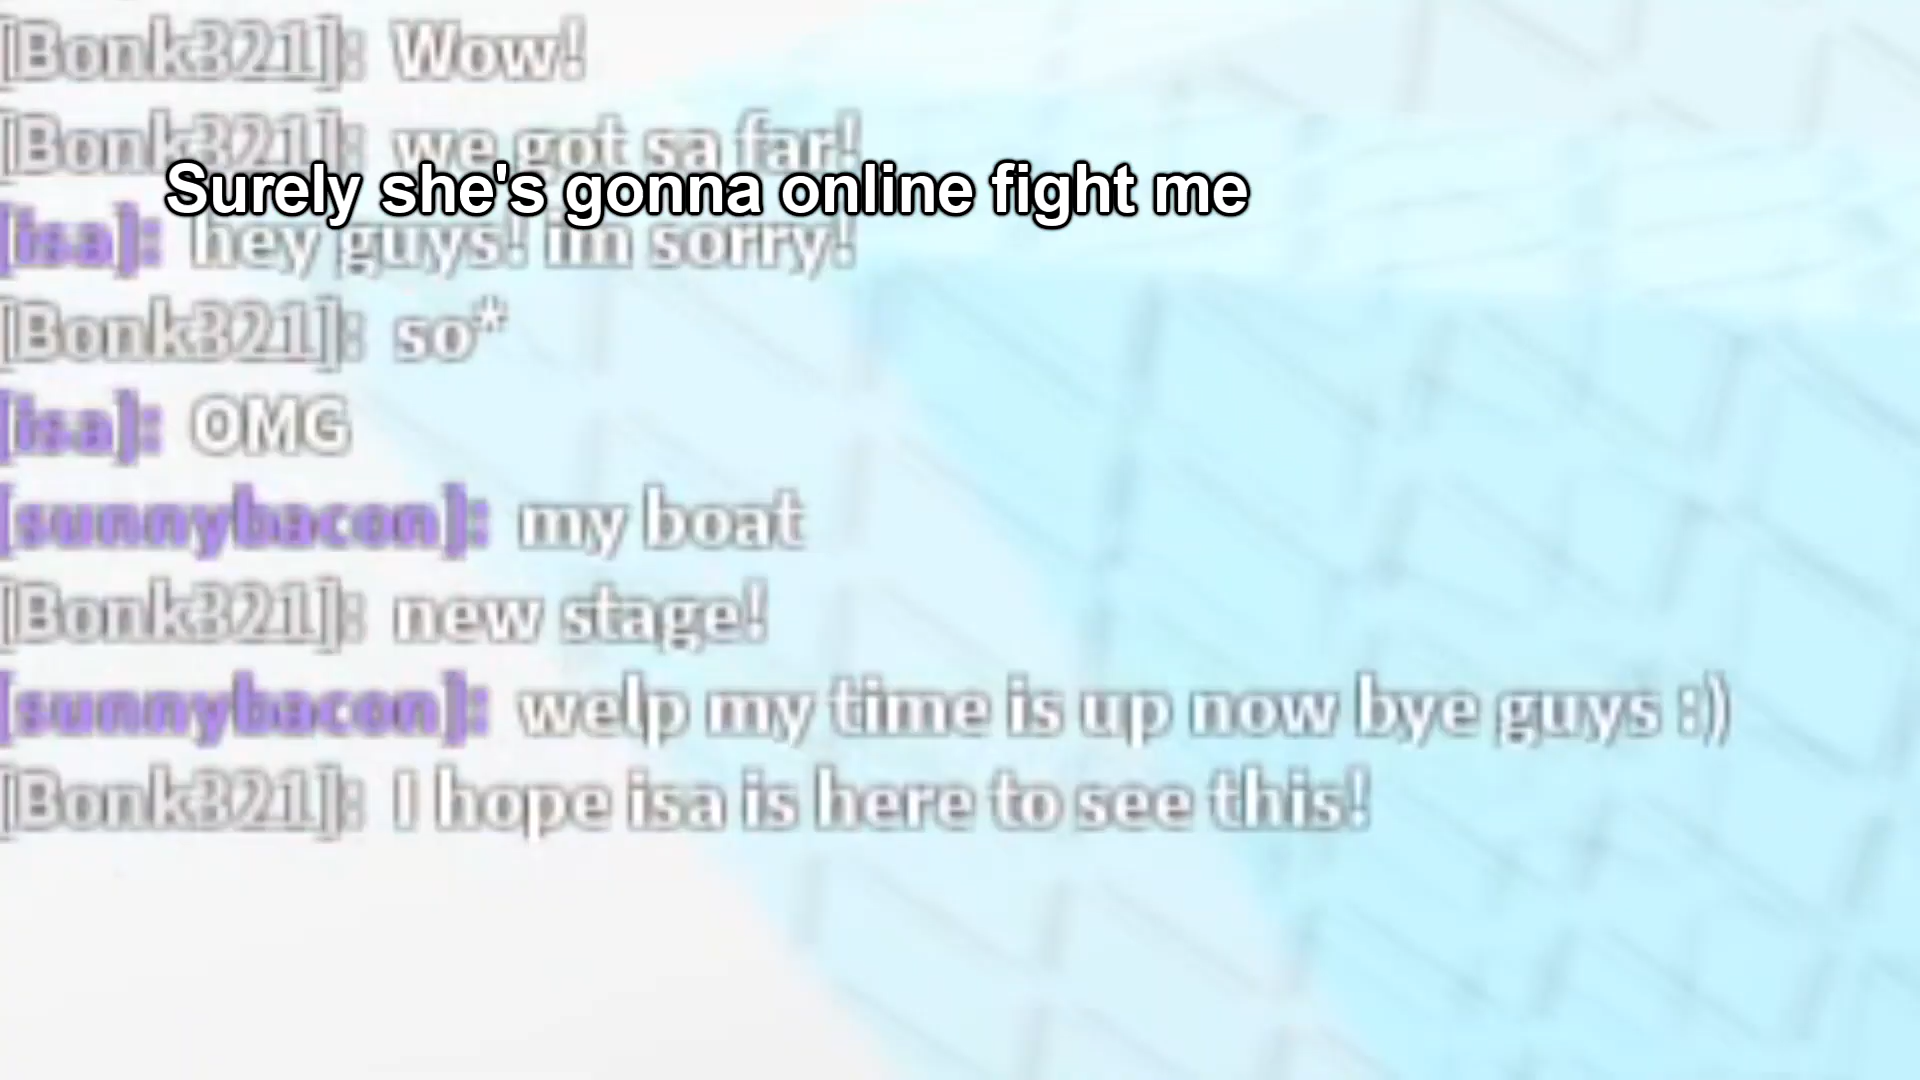 [Bonk321]: Wow!
[Bonk321]: we got sa far!
Surely she's gonna online fight me
[isa]: hey guys! im sorry!
[Bonk321]: so*
[isa]: OMG
[sunnybacon]: my boat
[Bonk321]: new stage!
[sunnybacon]: welp my time is up now bye guys :)
[Bonk321]: I hope isa is here to see this!